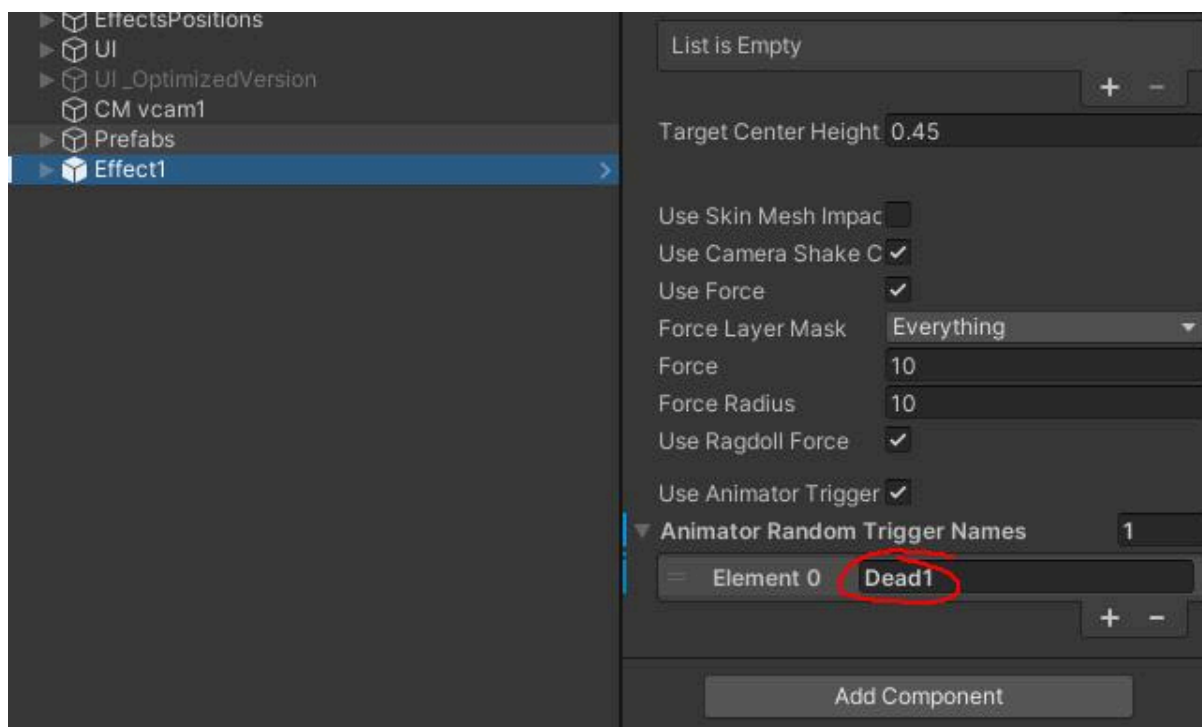 EffectsPositions
UI
UI_OptimizedVersion
CM vcam1
Prefabs
Effect1
List is Empty
Target Center Height 0.45
Use Skin Mesh Impac
Use Camera Shake C
Use Force
Force Layer Mask Everything
Force 10
Force Radius 10
Use Ragdoll Force
Use Animator Trigger
Animator Random Trigger Names 1
Element 0 Dead1
Add Component